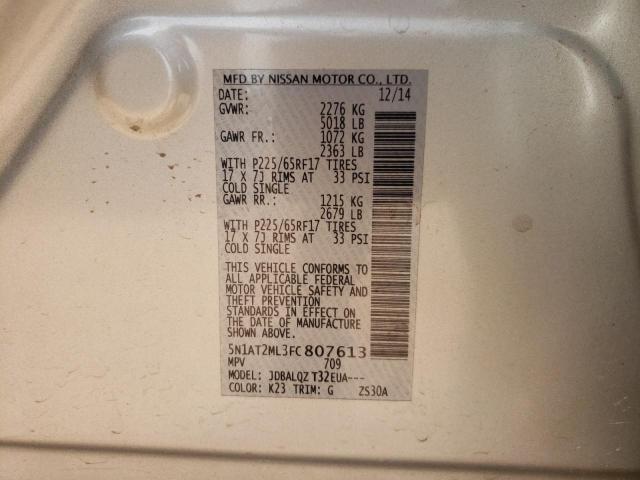 MFD BY NISSAN MOTOR CO., LTD.
DATE: 12/14
GVWR: 2276 KG
5018 LB
GAWR FR.: 1072 KG
2363 LB
WITH P225/65RF17 TIRES
17 X 7J RIMS AT 33 PSI
COLD SINGLE
GAWR RR.: 1215 KG
2679 LB
WITH P225/65RF17 TIRES
17 X 7J RIMS AT 33 PSI
COLD SINGLE
THIS VEHICLE CONFORMS TO
ALL APPLICABLE FEDERAL
MOTOR VEHICLE SAFETY AND
THEFT PREVENTION
STANDARDS IN EFFECT ON
THE DATE OF MANUFACTURE
SHOWN ABOVE.
5N1AT2ML3FC807613
MPV 709
MODEL: JDBALQZ T32EUA---
COLOR: K23 TRIM: G ZS30A